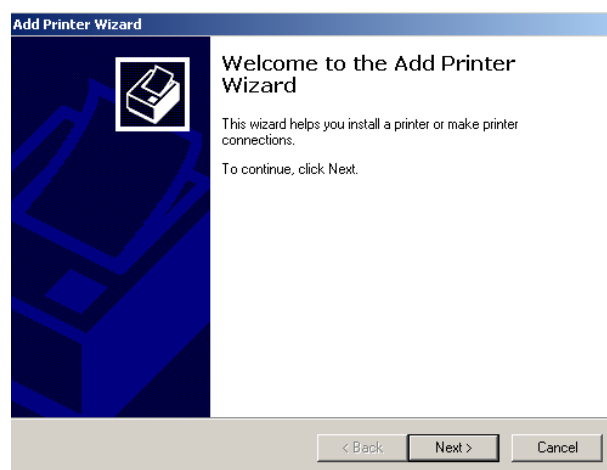 Add Printer Wizard
Welcome to the Add Printer
Wizard
This wizard helps you install a printer or make printer
connections.
To continue, click Next.
< Back
Next >
Cancel